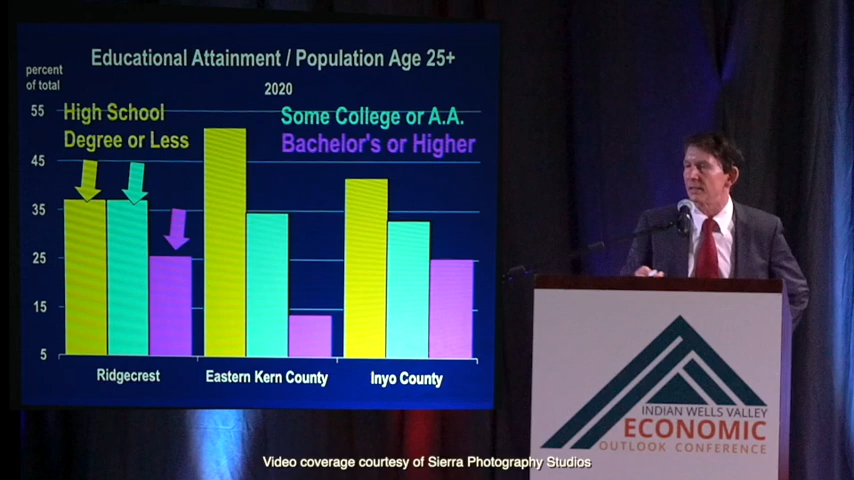 Educational Attainment / Population Age 25+
percent
of total
2020
55
High School
Degree or Less
Some College or A.A.
Bachelor's or Higher
45
35
25
15
5
Ridgecrest
Eastern Kern County
Inyo County
INDIAN WELLS VALLEY
ECONOMIC
OUTLOOK CONFERENCE
Video coverage courtesy of Sierra Photography Studios